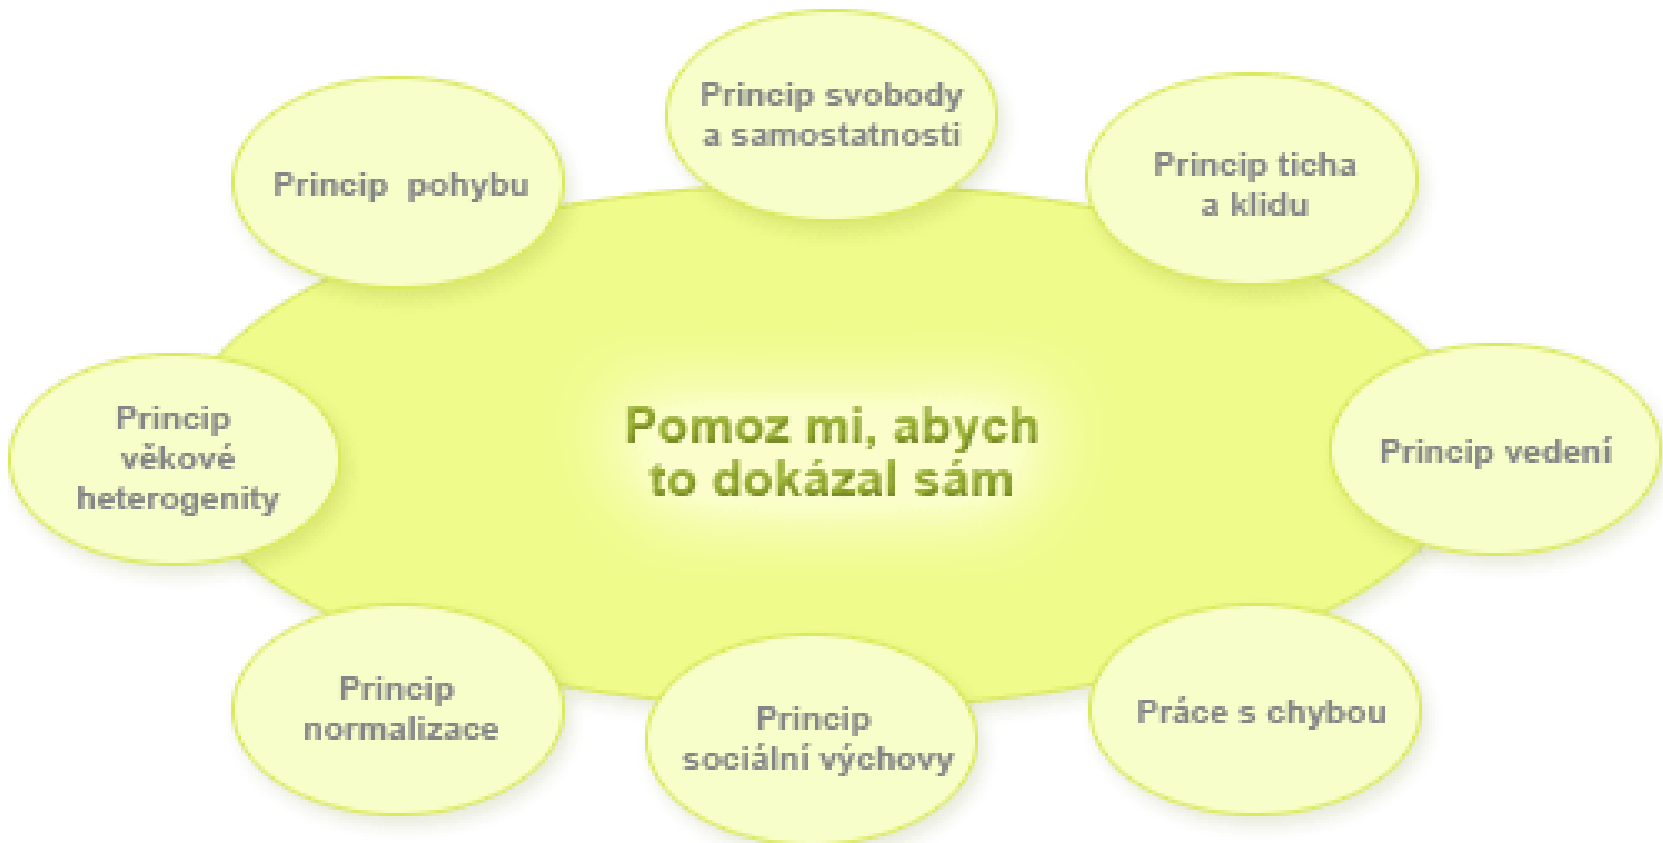 Princip svobody
a samostatnosti
Princip pohybu
Princip ticha
a klidu
Princip
věkové
heterogenity
Pomoz mi, abych
to dokázal sám
Princip vedení
Princip
normalizace
Princip
sociální výchovy
Práce s chybou